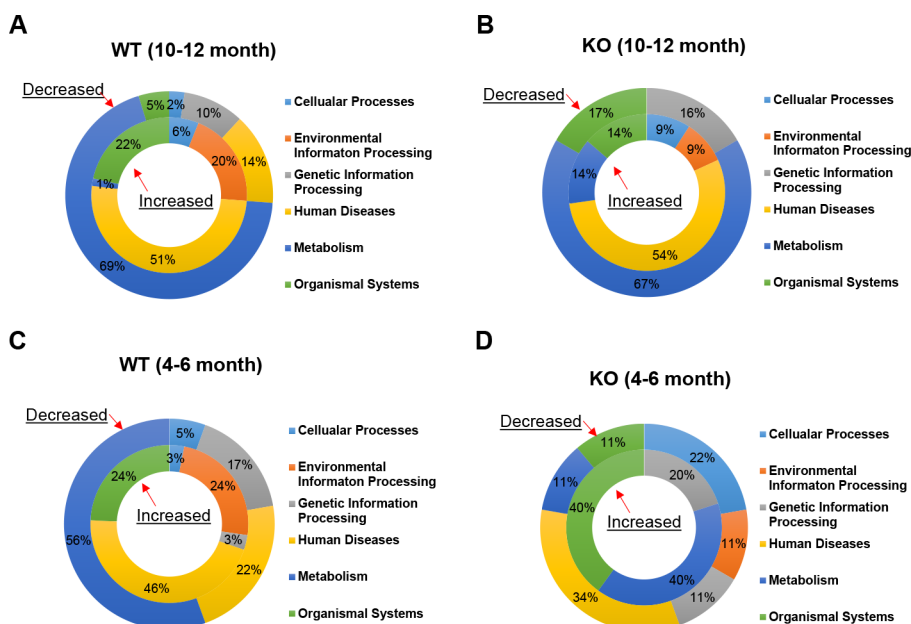 A
WT (10-12 month)
Decreased
5%
2%
10%
6%
22%
20%
14%
1%
Increased
51%
69%
Cellualar Processes
Environmental
Informaton Processing
Genetic Information
Processing
Human Diseases
Metabolism
Organismal Systems
B
KO (10-12 month)
Decreased
17%
16%
14%
9%
9%
14%
Increased
54%
67%
Cellualar Processes
Environmental
Informaton Processing
Genetic Information
Processing
Human Diseases
Metabolism
Organismal Systems
C
WT (4-6 month)
Decreased
5%
3%
17%
24%
24%
Increased
3%
56%
22%
46%
Cellualar Processes
Environmental
Informaton Processing
Genetic Information
Processing
Human Diseases
Metabolism
Organismal Systems
D
KO (4-6 month)
Decreased
11%
22%
20%
11%
40%
Increased
11%
40%
34%
11%
Cellualar Processes
Environmental
Informaton Processing
Genetic Information
Processing
Human Diseases
Metabolism
Organismal Systems